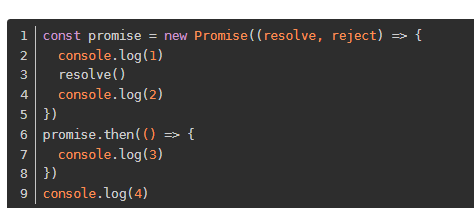 1 const promise = new Promise((resolve, reject) => {
2   console.log(1)
3   resolve()
4   console.log(2)
5 })
6 promise.then(() => {
7   console.log(3)
8 })
9 console.log(4)